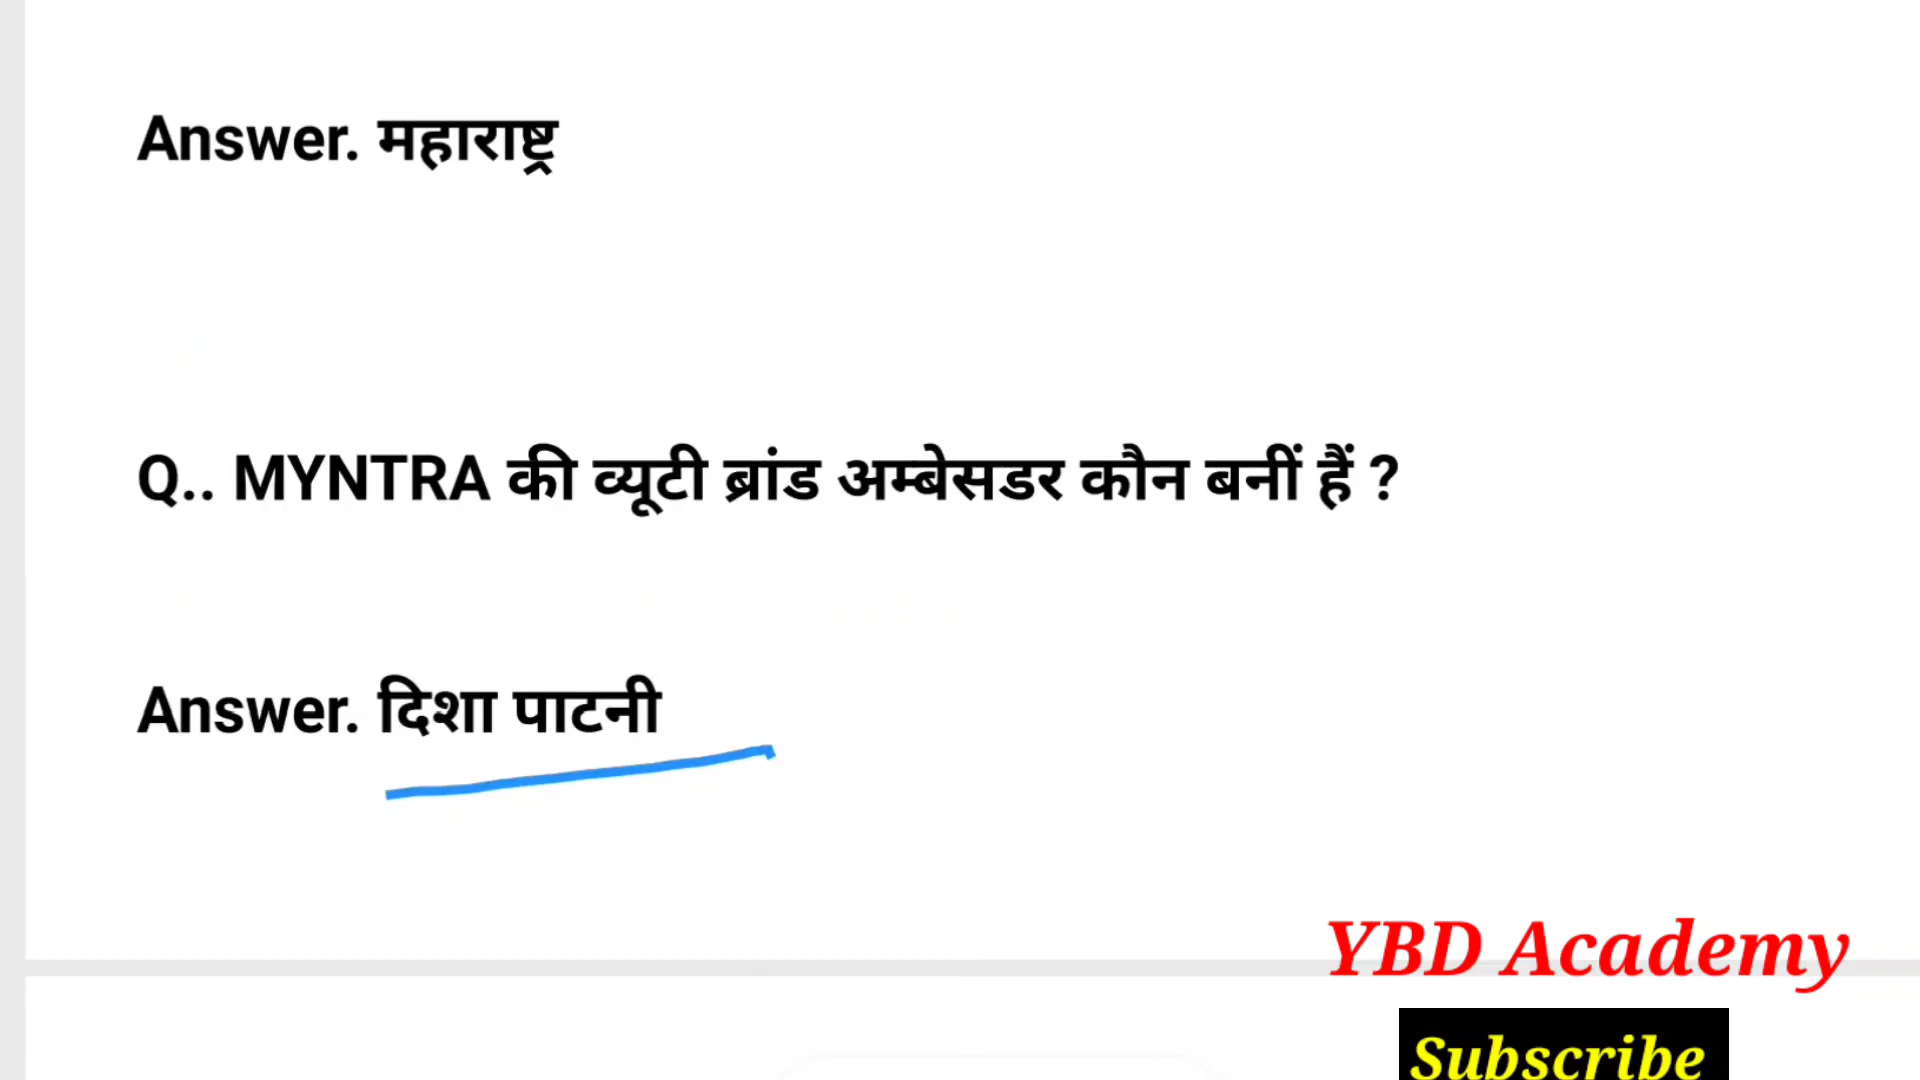 Answer. महाराष्ट्र
Q.. MYNTRA की व्यूटी ब्रांड अम्बेसडर कौन बनीं हैं ?
Answer. दिशा पाटनी
YBD Academy
Subscribe